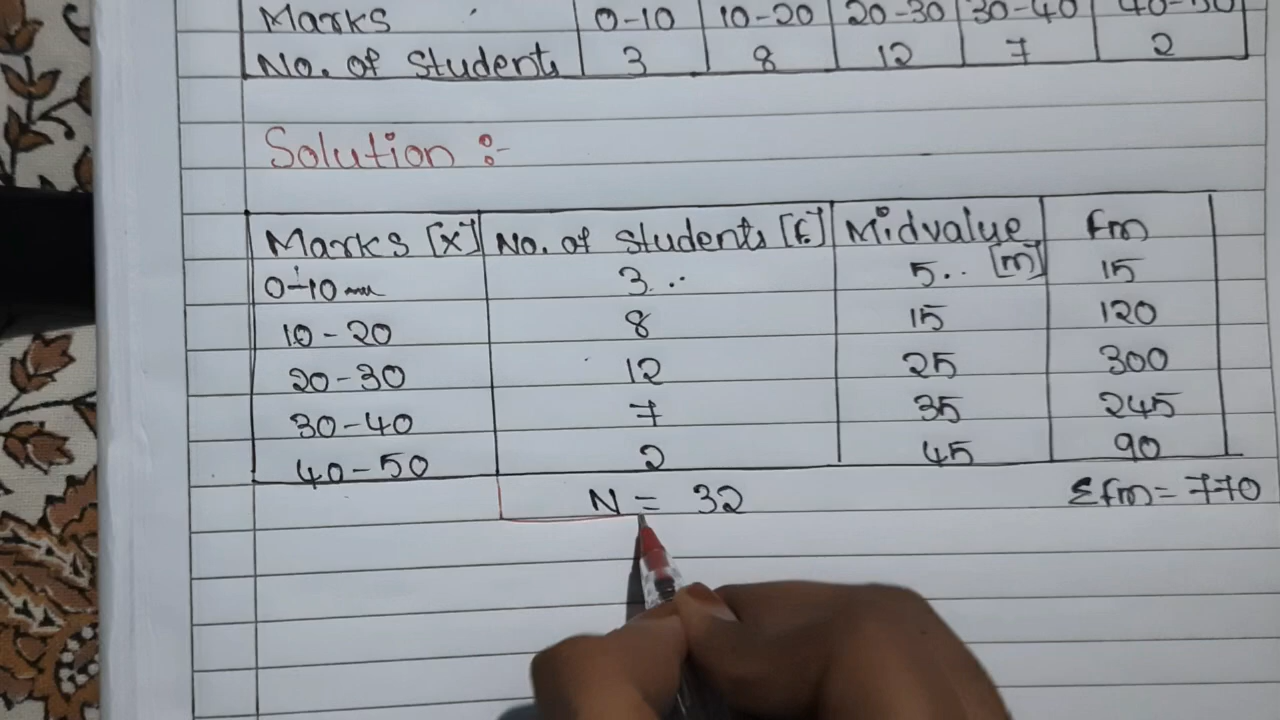 Marks 0-10 10-20 20-30 30-40 40-50
No. of Students 3 8 12 7 2
Solution :-
Marks [x] No. of Students [f] Midvalue [m] fm
0-10 3 5 15
10-20 8 15 120
20-30 12 25 300
30-40 7 35 245
40-50 2 45 90
N = 32 Σfm = 770